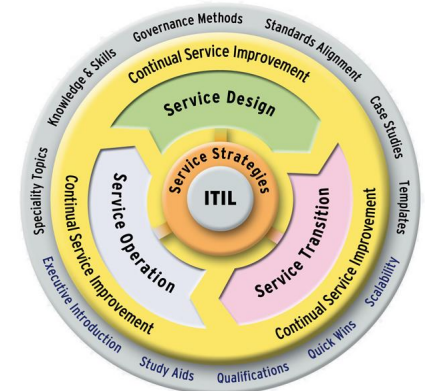 Governance Methods
Standards Alignment
Case Studies
Templates
Scalability
Quick Wins
Qualifications
Study Aids
Executive Introduction
Speciality Topics
Knowledge & Skills
Continual Service Improvement
Continual Service Improvement
Continual Service Improvement
Service Design
Service Transition
Service Operation
Service Strategies
ITIL